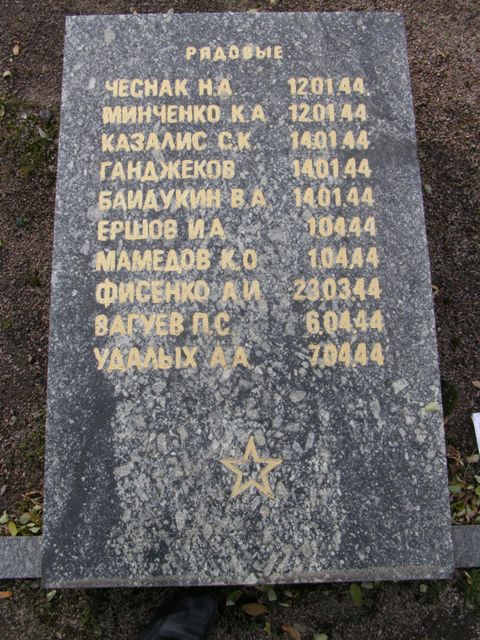 РЯДОВЫЕ
ЧЕСНАК Н.А. 12.01.44.
МИНЧЕНКО К.А. 12.01.44.
КАЗАЛИС С.К. 14.01.44
ГАНДЖЕКОВ 14.01.44
БАЙДУКИН В.А. 14.01.44
ЕРШОВ И.А. 1.04.44
МАМЕДОВ К.О. 1.04.44
ФИСЕНКО А.И. 23.03.44
ВАГУЕВ П.С. 6.04.44
УДАЛЫХ А.А. 7.04.44